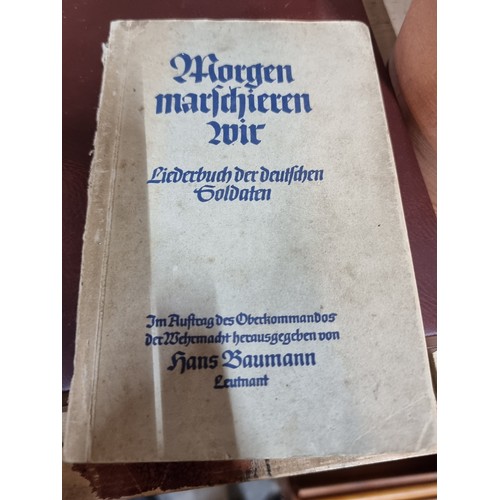 Morgen
marschieren
wir
Liederbuch der deutschen
Soldaten
Im Auftrag des Oberkommandos
der Wehrmacht herausgegeben von
Hans Baumann
Leutnant